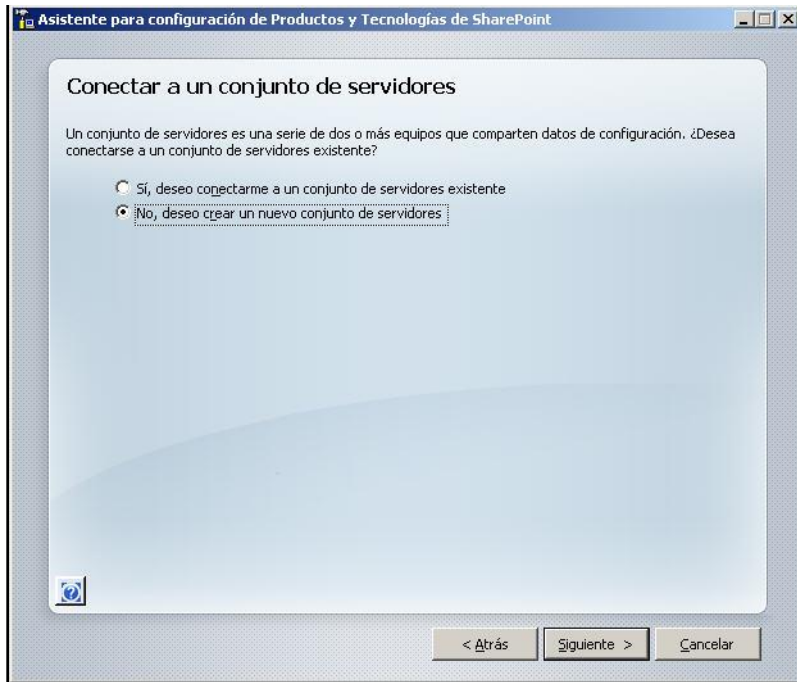 Asistente para configuración de Productos y Tecnologías de SharePoint
Conectar a un conjunto de servidores
Un conjunto de servidores es una serie de dos o más equipos que comparten datos de configuración. ¿Desea
conectarse a un conjunto de servidores existente?
Sí, deseo conectarme a un conjunto de servidores existente
No, deseo crear un nuevo conjunto de servidores
< Atrás
Siguiente >
Cancelar